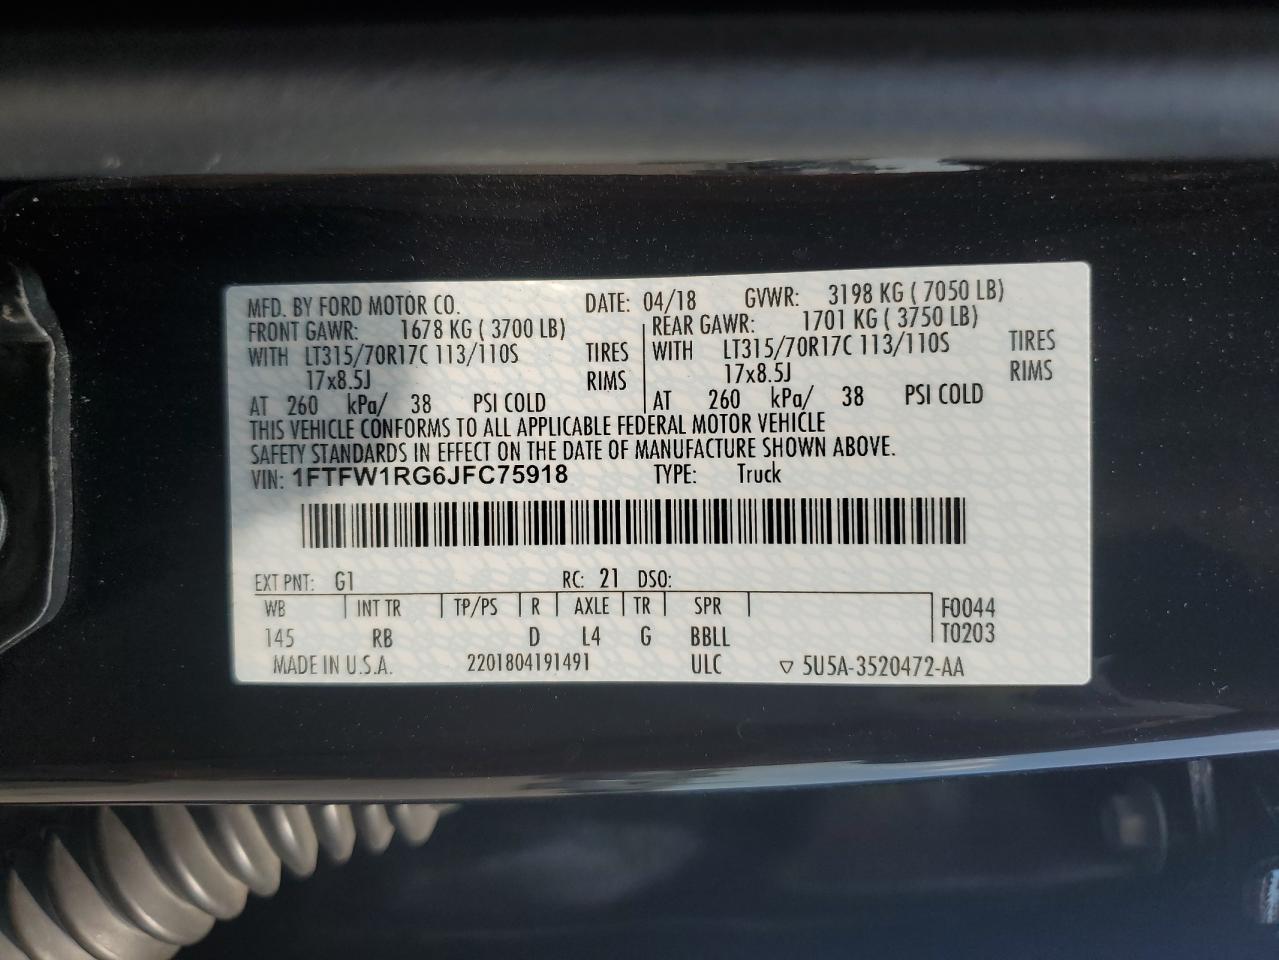 MFD. BY FORD MOTOR CO. DATE: 04/18 GVWR: 3198 KG ( 7050 LB)
FRONT GAWR: 1678 KG ( 3700 LB) REAR GAWR: 1701 KG ( 3750 LB)
WITH LT315/70R17C 113/110S TIRES WITH LT315/70R17C 113/110S TIRES
17x8.5J RIMS 17x8.5J RIMS
AT 260 kPa/ 38 PSI COLD AT 260 kPa/ 38 PSI COLD
THIS VEHICLE CONFORMS TO ALL APPLICABLE FEDERAL MOTOR VEHICLE
SAFETY STANDARDS IN EFFECT ON THE DATE OF MANUFACTURE SHOWN ABOVE.
VIN: 1FTFW1RG6JFC75918 TYPE: Truck
EXT PNT: G1 RC: 21 DSO:
WB INT TR TP/PS R AXLE TR SPR F0044
145 RB D L4 G BBLL T0203
MADE IN U.S.A. 2201804191491 ULC ▽ 5U5A-3520472-AA